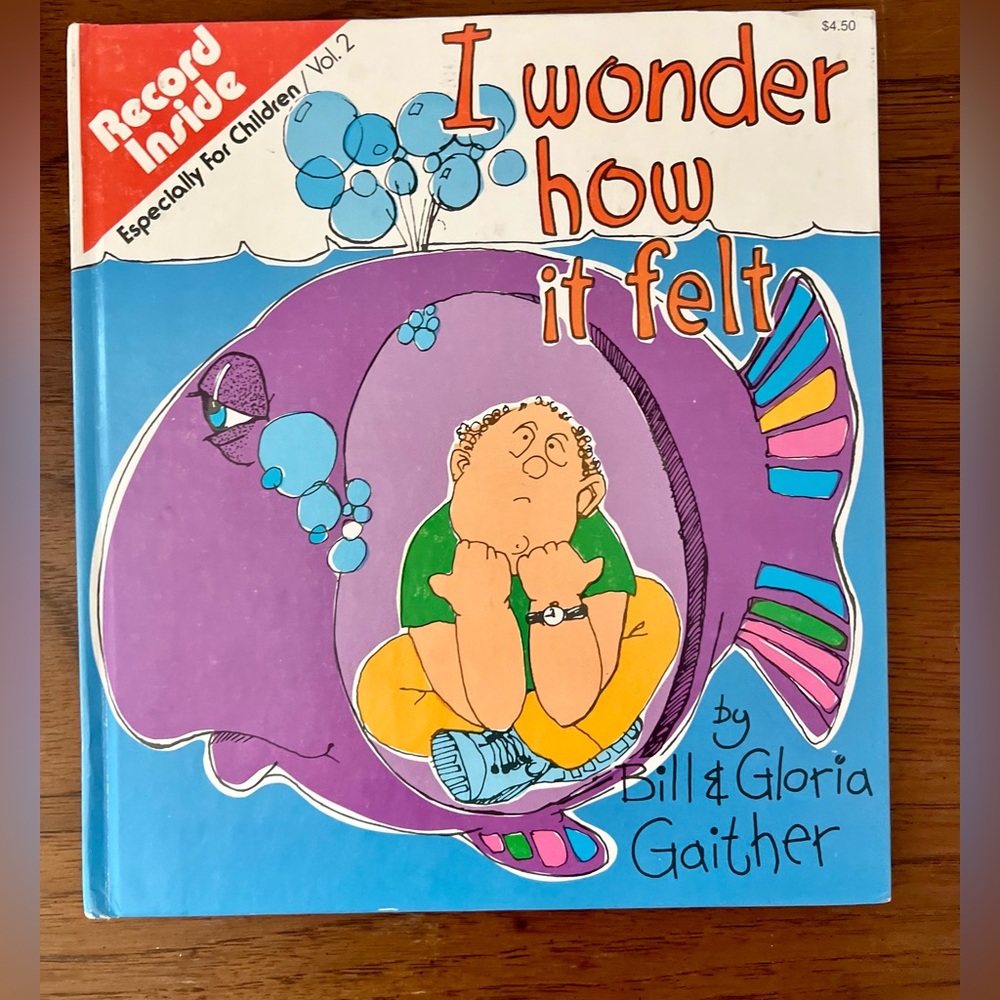 $4.50
Record
Inside
Especially For Children/Vol. 2
I wonder
how
it felt
by
Bill & Gloria
Gaither